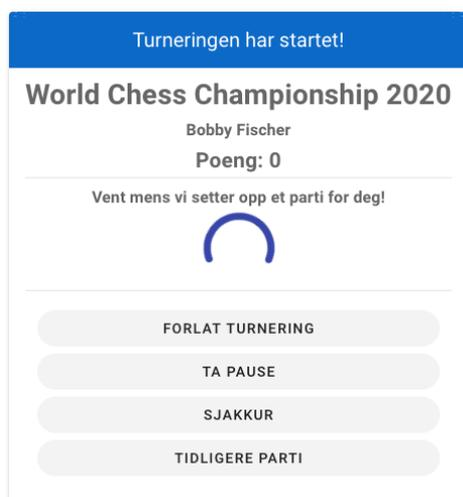 Turneringen har startet!
World Chess Championship 2020
Bobby Fischer
Poeng: 0
Vent mens vi setter opp et parti for deg!
FORLAT TURNERING
TA PAUSE
SJAKKUR
TIDLIGERE PARTI